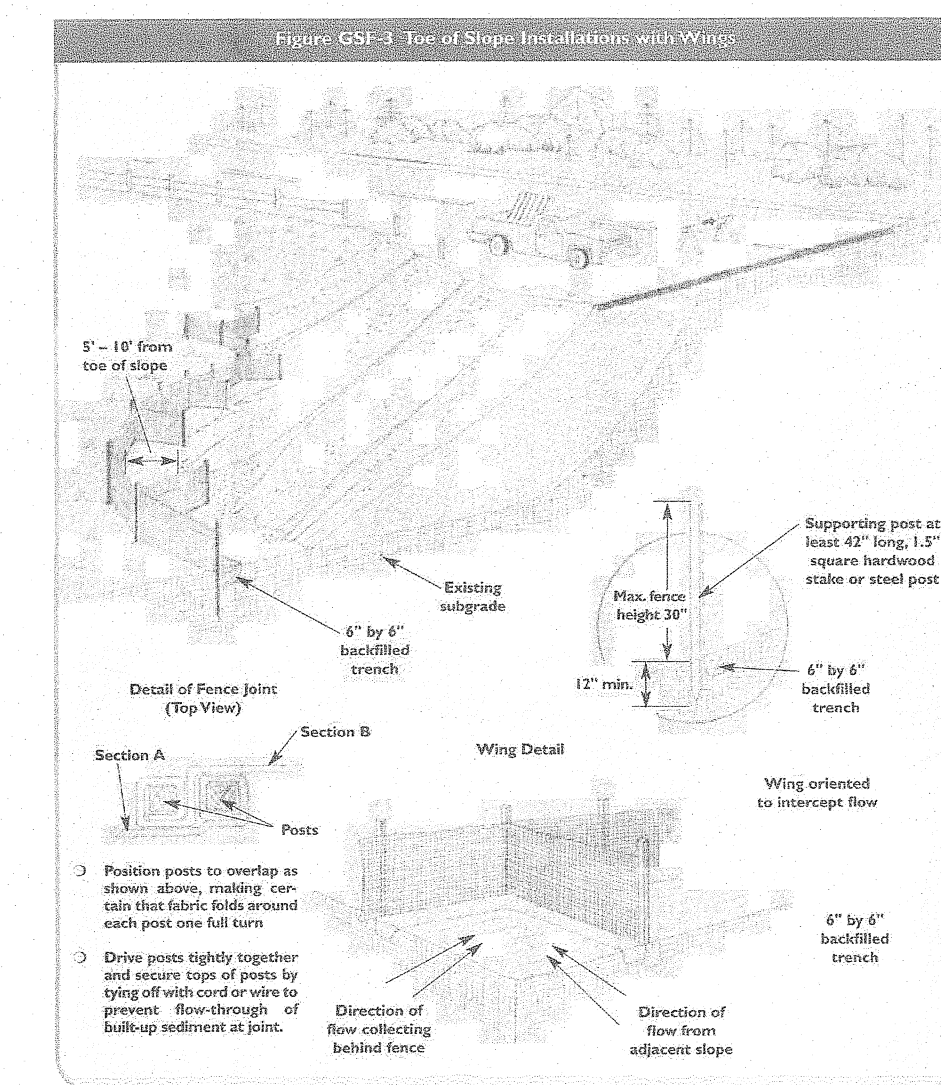 Figure GSF-3 Toe of Slope Installations with Wings
5' – 10' from
toe of slope
Supporting post at
least 42" long, 1.5"
square hardwood
stake or steel post
Existing
subgrade
Max. fence
height 30"
6" by 6"
backfilled
trench
12" min.
6" by 6"
backfilled
trench
Detail of Fence Joint
(Top View)
Section B
Section A
Wing Detail
Wing oriented
to intercept flow
Posts
❍ Position posts to overlap as
shown above, making cer-
tain that fabric folds around
each post one full turn
6" by 6"
backfilled
trench
❍ Drive posts tightly together
and secure tops of posts by
tying off with cord or wire to
prevent flow-through of
built-up sediment at joint.
Direction of
flow collecting
behind fence
Direction of
flow from
adjacent slope